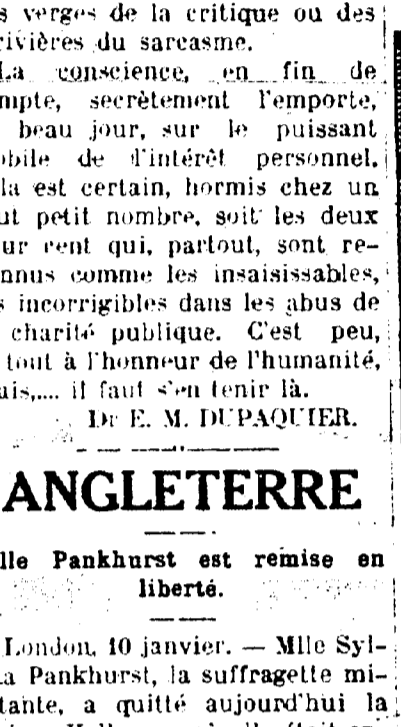 s verges de la critique ou des
rivières du sarcasme.
La conscience, en fin de
mpte, secrètement l'emporte,
beau jour, sur le puissant
obile de d'intérêt personnel.
la est certain, hormis chez un
ut petit nombre, soit les deux
ur cent qui, partout, sont re-
nnus comme les insaisissables,
s incorrigibles dans les abus de
charité publique. C'est peu,
tout à l'honneur de l'humanité,
ais,.... il faut s'en tenir là.
Dr E. M. DUPAQUIER.
ANGLETERRE
lle Pankhurst est remise en
liberté.
London, 10 janvier. — Mlle Syl-
a Pankhurst, la suffragette mi-
tante, a quitté aujourd'hui la